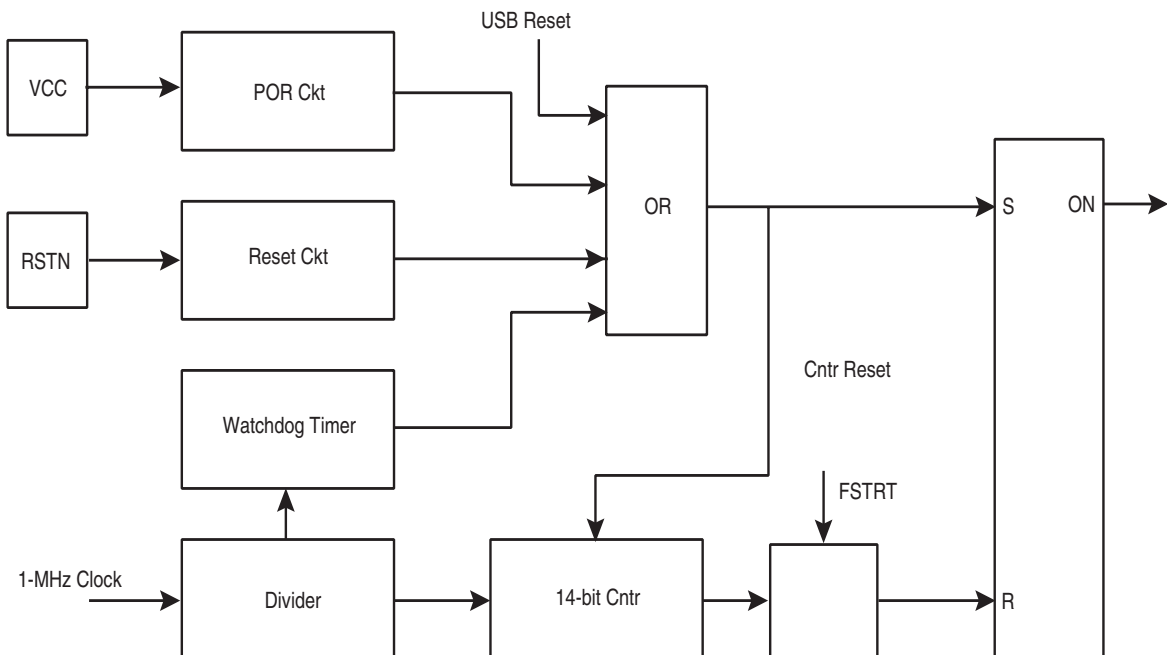 USB Reset
VCC
POR Ckt
OR
S
ON
RSTN
Reset Ckt
Cntr Reset
Watchdog Timer
FSTRT
1-MHz Clock
Divider
14-bit Cntr
R